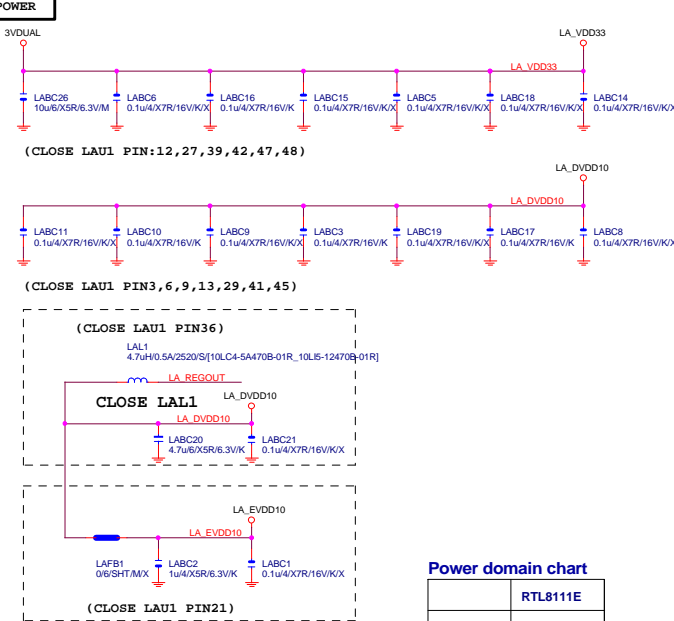 POWER
3VDUAL
LA_VDD33
LA_VDD33
LABC26
10u/6/X5R/6.3V/M
LABC6
0.1u/4/X7R/16V/K/X
LABC16
0.1u/4/X7R/16V/K
LABC15
0.1u/4/X7R/16V/K/X
LABC5
0.1u/4/X7R/16V/K/X
LABC18
0.1u/4/X7R/16V/K/X
LABC14
0.1u/4/X7R/16V/K/X
(CLOSE LAU1 PIN:12,27,39,42,47,48)
LA_DVDD10
LA_DVDD10
LABC11
0.1u/4/X7R/16V/K/X
LABC10
0.1u/4/X7R/16V/K
LABC9
0.1u/4/X7R/16V/K/X
LABC3
0.1u/4/X7R/16V/K
LABC19
0.1u/4/X7R/16V/K/X
LABC17
0.1u/4/X7R/16V/K
LABC8
0.1u/4/X7R/16V/K/X
(CLOSE LAU1 PIN3,6,9,13,29,41,45)
(CLOSE LAU1 PIN36)
LAL1
4.7uH/0.5A/2520/S/[10LC4-5A470B-01R_10LI5-12470B-01R]
LA_REGOUT
CLOSE LAL1
LA_DVDD10
LA_DVDD10
LABC20
4.7u/6/X5R/6.3V/K
LABC21
0.1u/4/X7R/16V/K/X
LA_EVDD10
LA_EVDD10
LAFB1
0/6/SHT/M/X
LABC2
1u/4/X5R/6.3V/K
LABC1
0.1u/4/X7R/16V/K/X
(CLOSE LAU1 PIN21)
Power domain chart
RTL8111E